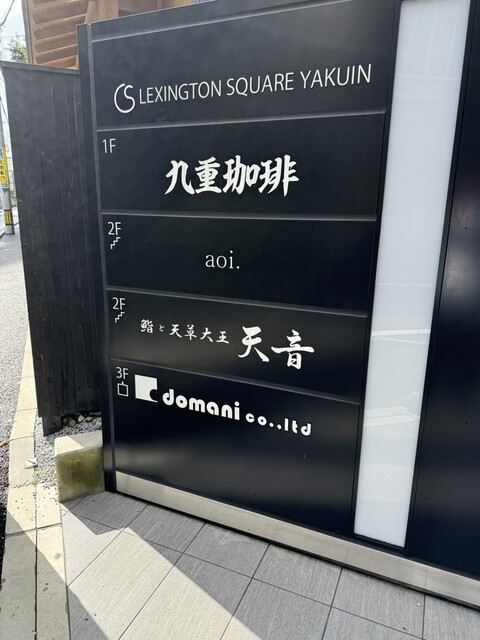 LEXINGTON SQUARE YAKUIN
1F
九重珈琲
2F
aoi.
2F
鮨と天草大王 天音
3F
domani co.,ltd